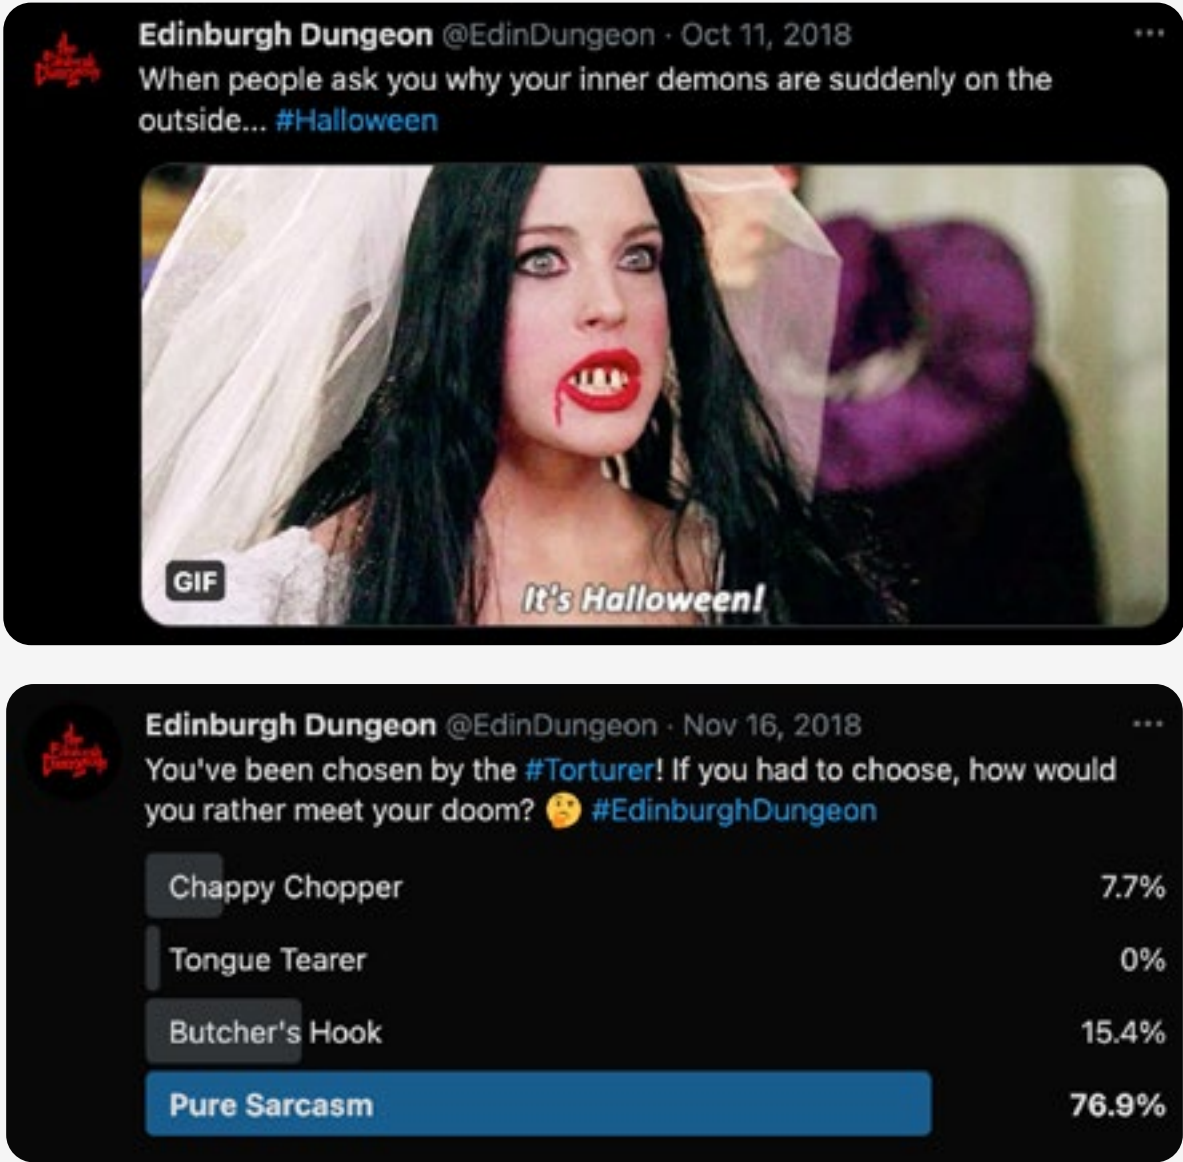 Edinburgh Dungeon @EdinDungeon · Oct 11, 2018
When people ask you why your inner demons are suddenly on the
outside... #Halloween
GIF
It's Halloween!
the
Edinburgh
Dungeon
Edinburgh Dungeon @EdinDungeon · Nov 16, 2018
You've been chosen by the #Torturer! If you had to choose, how would
you rather meet your doom? 🤔 #EdinburghDungeon
Chappy Chopper 7.7%
Tongue Tearer 0%
Butcher's Hook 15.4%
Pure Sarcasm 76.9%